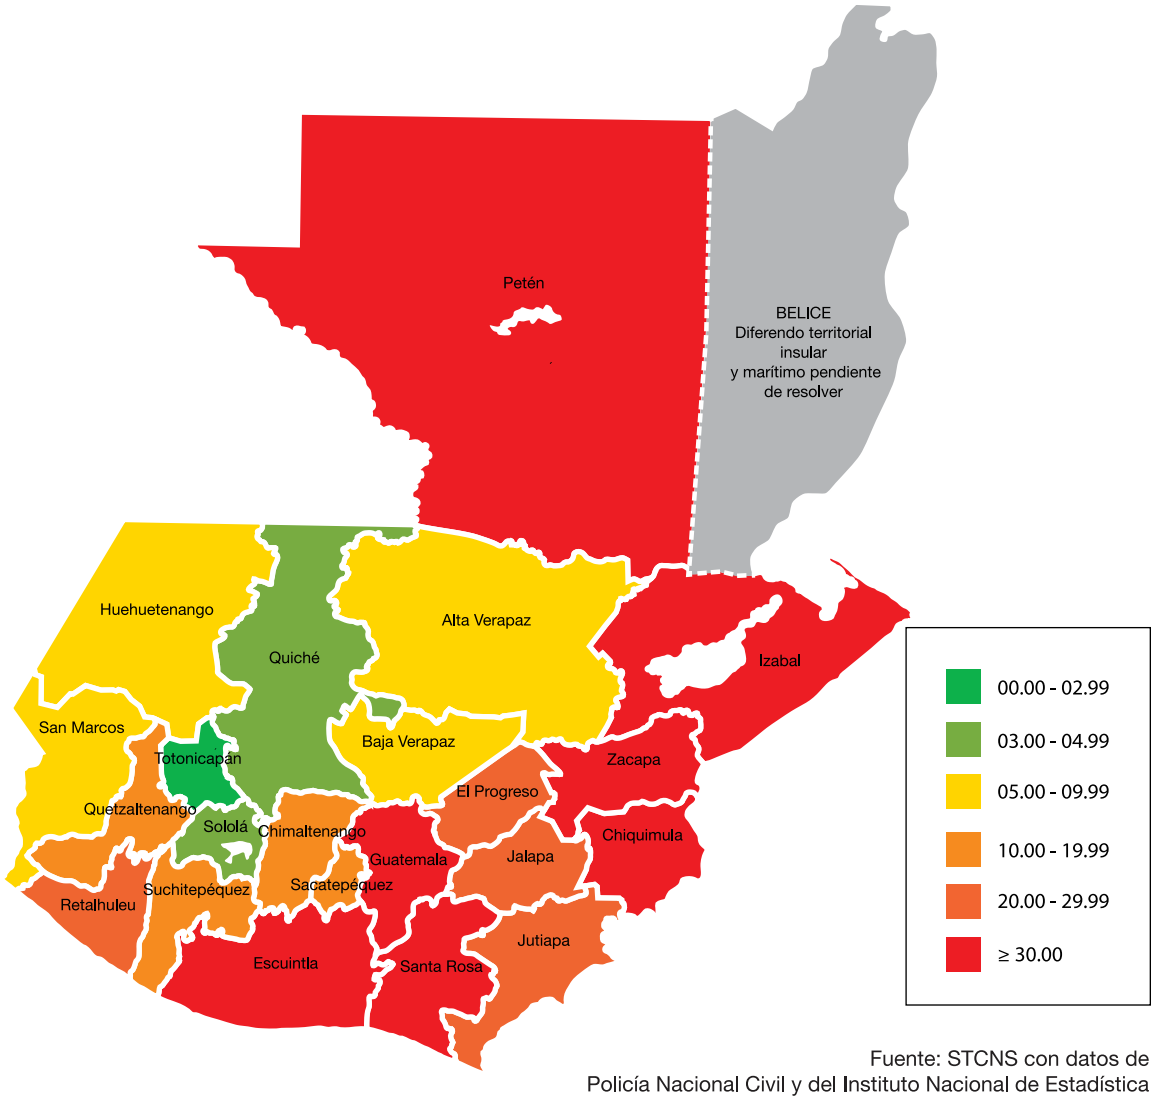 Petén
BELICE
Diferendo territorial
insular
y marítimo pendiente
de resolver
Huehuetenango
Alta Verapaz
Quiché
Izabal
San Marcos
Baja Verapaz
Totonicapán
Zacapa
Quetzaltenango
El Progreso
Sololá
Chimaltenango
Chiquimula
Guatemala
Jalapa
Suchitepéquez
Sacatepéquez
Retalhuleu
Jutiapa
Escuintla
Santa Rosa
00.00 - 02.99
03.00 - 04.99
05.00 - 09.99
10.00 - 19.99
20.00 - 29.99
≥ 30.00
Fuente: STCNS con datos de
Policía Nacional Civil y del Instituto Nacional de Estadística